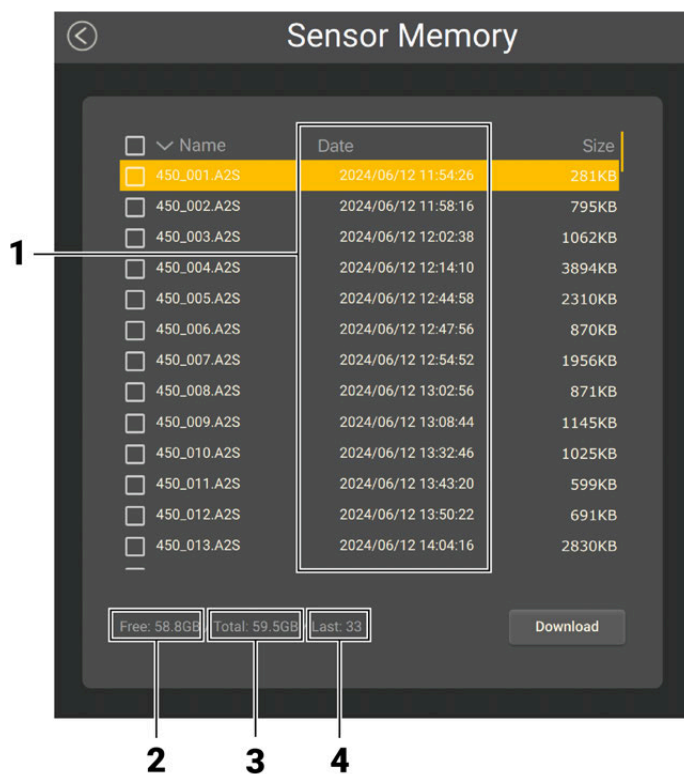 Sensor Memory
Name Date Size
450_001.A2S 2024/06/12 11:54:26 281KB
450_002.A2S 2024/06/12 11:58:16 795KB
450_003.A2S 2024/06/12 12:02:38 1062KB
1
450_004.A2S 2024/06/12 12:14:10 3894KB
450_005.A2S 2024/06/12 12:44:58 2310KB
450_006.A2S 2024/06/12 12:47:56 870KB
450_007.A2S 2024/06/12 12:54:52 1956KB
450_008.A2S 2024/06/12 13:02:56 871KB
450_009.A2S 2024/06/12 13:08:44 1145KB
450_010.A2S 2024/06/12 13:32:46 1025KB
450_011.A2S 2024/06/12 13:43:20 599KB
450_012.A2S 2024/06/12 13:50:22 691KB
450_013.A2S 2024/06/12 14:04:16 2830KB
Free: 58.8GB / Total: 59.5GB / Last: 33 Download
2 3 4